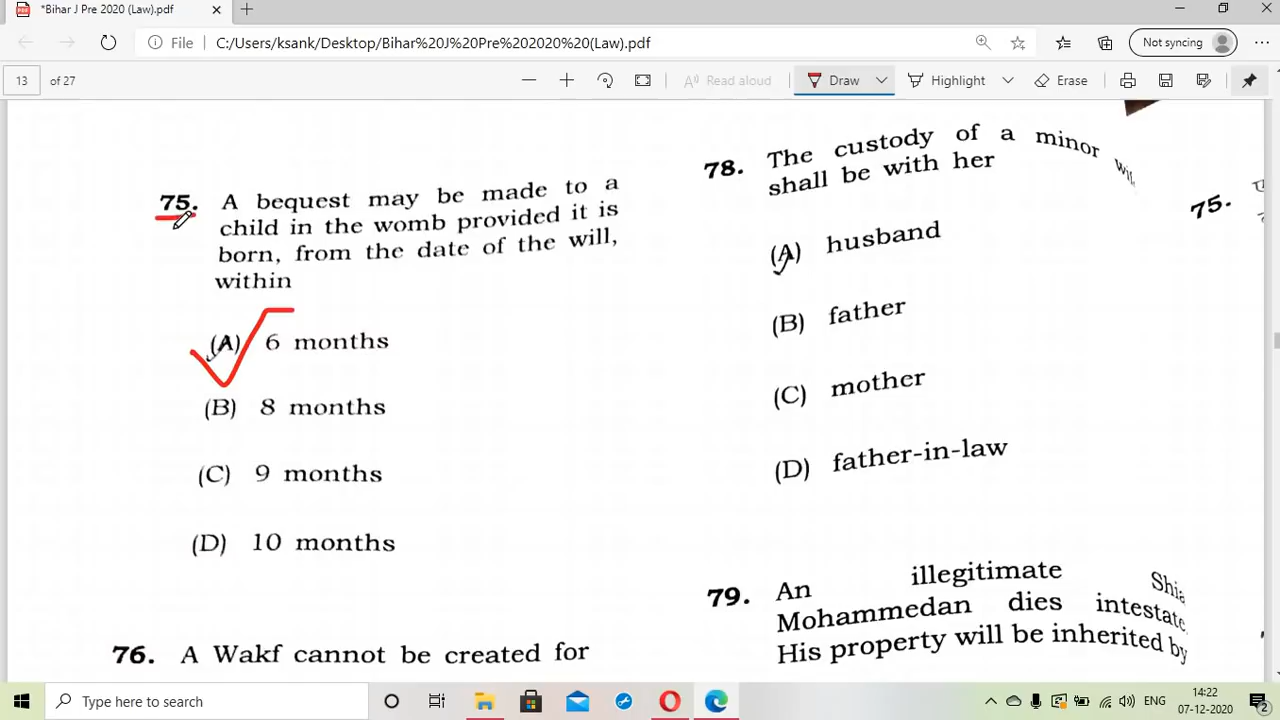 *Bihar J Pre 2020 (Law).pdf
File C:/Users/ksank/Desktop/Bihar%20J%20Pre%202020%20(Law).pdf Not syncing
13 of 27 Read aloud Draw Highlight Erase
75. A bequest may be made to a
child in the womb provided it is
born, from the date of the will,
within
(A) 6 months
(B) 8 months
(C) 9 months
(D) 10 months
76. A Wakf cannot be created for
78. The custody of a minor
shall be with her
(A) husband
(B) father
(C) mother
(D) father-in-law
79. An illegitimate Shia
Mohammedan dies intestate
His property will be inherited by
75.
Type here to search
ENG
14:22
07-12-2020